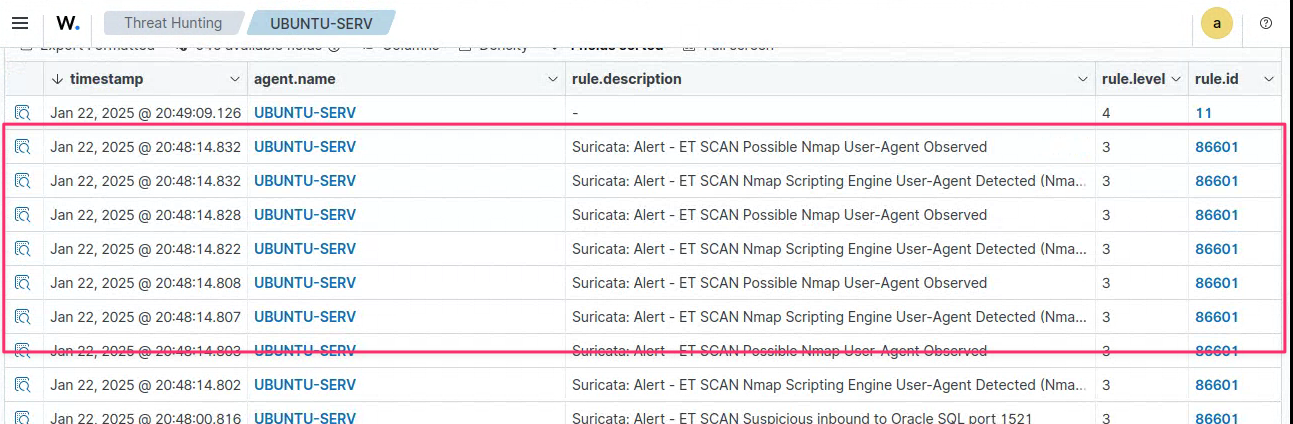 W. Threat Hunting UBUNTU-SERV a
Columns Density Full screen
timestamp agent.name rule.description rule.level rule.id
Jan 22, 2025 @ 20:49:09.126 UBUNTU-SERV - 4 11
Jan 22, 2025 @ 20:48:14.832 UBUNTU-SERV Suricata: Alert - ET SCAN Possible Nmap User-Agent Observed 3 86601
Jan 22, 2025 @ 20:48:14.832 UBUNTU-SERV Suricata: Alert - ET SCAN Nmap Scripting Engine User-Agent Detected (Nma... 3 86601
Jan 22, 2025 @ 20:48:14.828 UBUNTU-SERV Suricata: Alert - ET SCAN Possible Nmap User-Agent Observed 3 86601
Jan 22, 2025 @ 20:48:14.822 UBUNTU-SERV Suricata: Alert - ET SCAN Nmap Scripting Engine User-Agent Detected (Nma... 3 86601
Jan 22, 2025 @ 20:48:14.808 UBUNTU-SERV Suricata: Alert - ET SCAN Possible Nmap User-Agent Observed 3 86601
Jan 22, 2025 @ 20:48:14.807 UBUNTU-SERV Suricata: Alert - ET SCAN Nmap Scripting Engine User-Agent Detected (Nma... 3 86601
Jan 22, 2025 @ 20:48:14.803 UBUNTU-SERV Suricata: Alert - ET SCAN Possible Nmap User-Agent Observed 3 86601
Jan 22, 2025 @ 20:48:14.802 UBUNTU-SERV Suricata: Alert - ET SCAN Nmap Scripting Engine User-Agent Detected (Nma... 3 86601
Jan 22, 2025 @ 20:48:00.816 UBUNTU-SERV Suricata: Alert - ET SCAN Suspicious inbound to Oracle SQL port 1521 3 86601